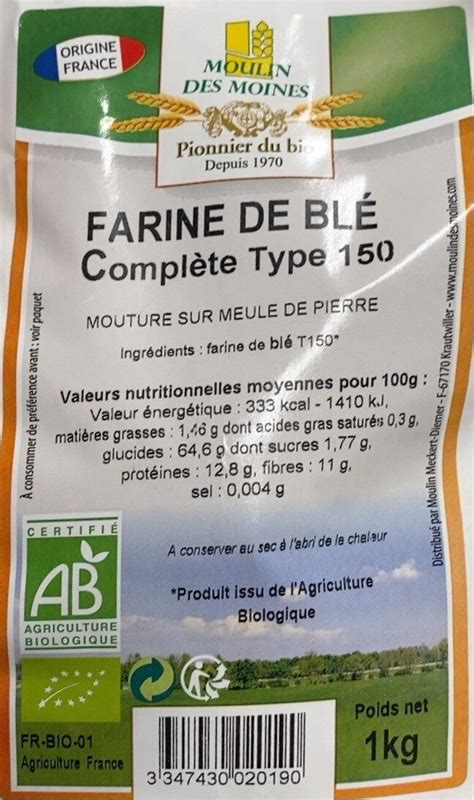 ORIGINE
FRANCE
MOULIN
DES MOINES
Pionnier du bio
Depuis 1970
FARINE DE BLÉ
Complète Type 150
MOUTURE SUR MEULE DE PIERRE
Ingrédients : farine de blé T150*
Valeurs nutritionnelles moyennes pour 100g :
Valeur énergétique : 333 kcal - 1410 kJ,
matières grasses : 1,46 g dont acides gras saturés 0,3 g,
glucides : 64,6 g dont sucres 1,77 g,
protéines : 12,8 g, fibres : 11 g,
sel : 0,004 g
A conserver au sec à l'abri de la chaleur
*Produit issu de l'Agriculture
Biologique
A consommer de préférence avant : voir paquet
Distribué par Moulin Meckert-Diemer - F-67170 Krautwiller - www.moulindesmoines.com
CERTIFIÉ
AB
AGRICULTURE
BIOLOGIQUE
FR-BIO-01
Agriculture France
3 347430 020190
Poids net
1kg